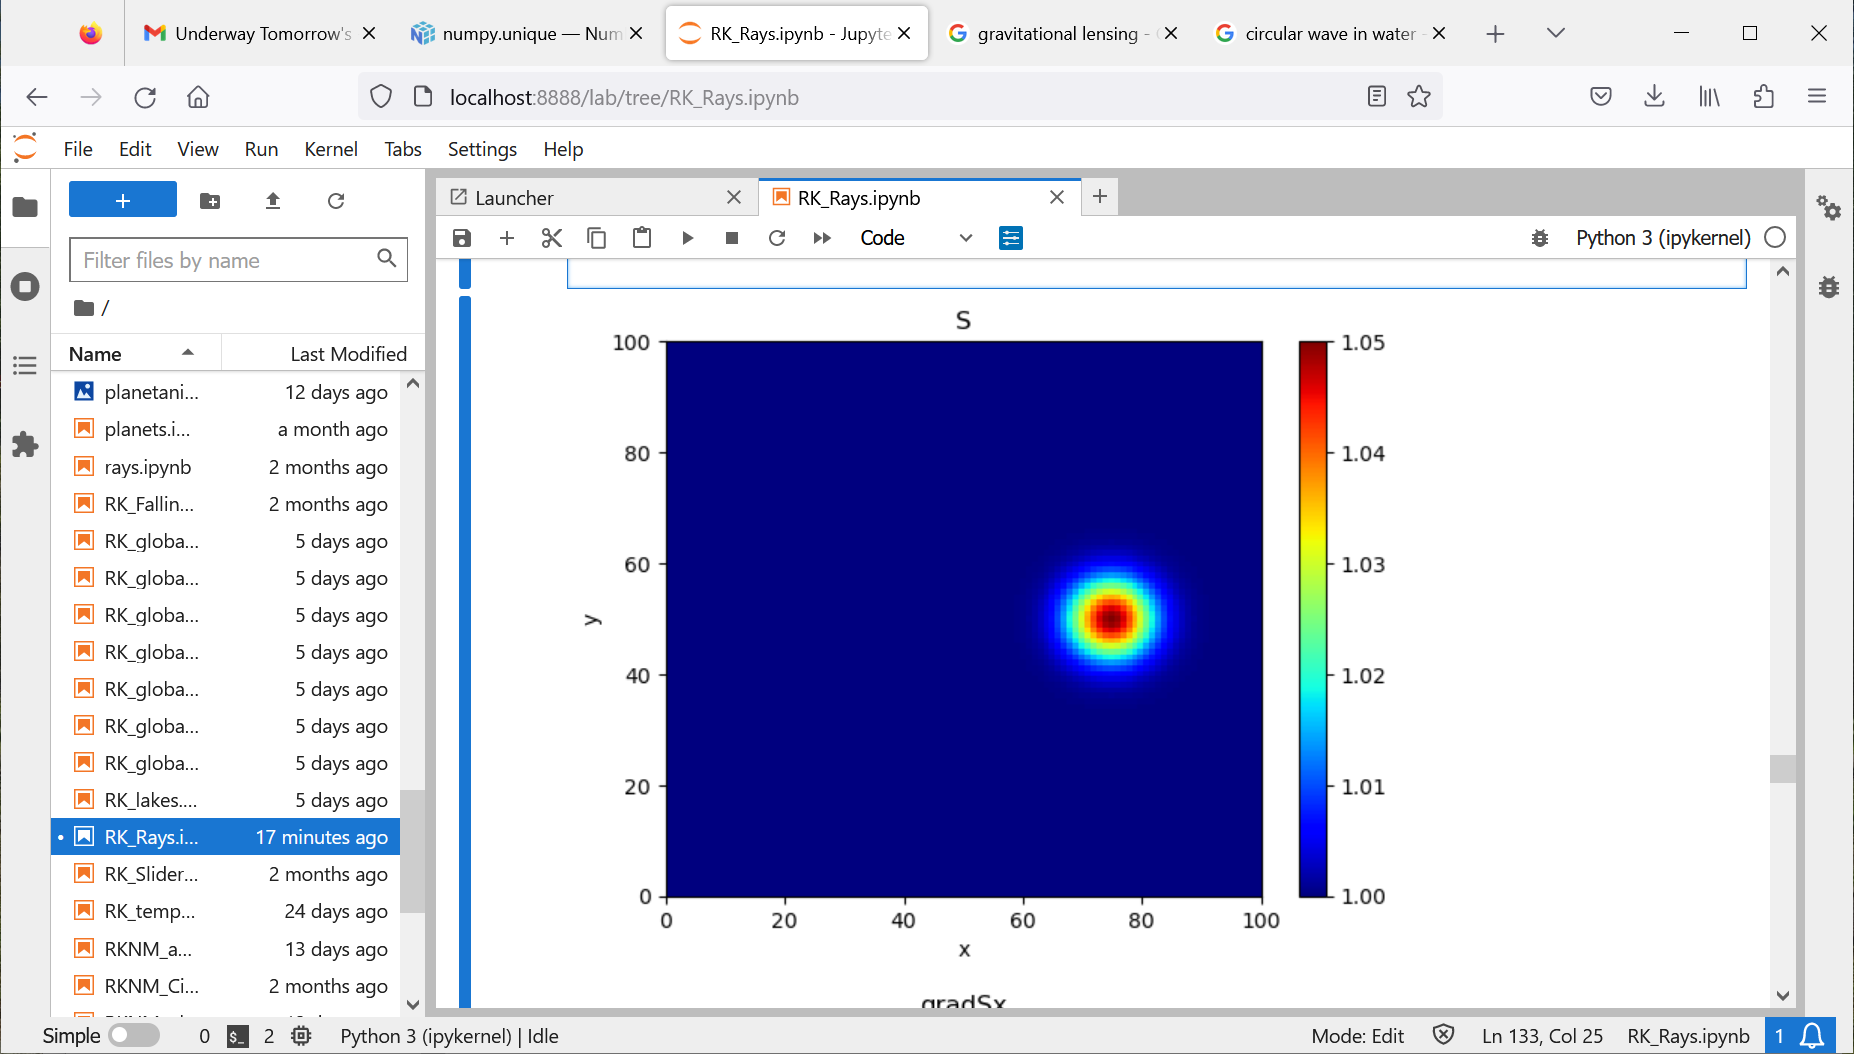 Underway Tomorrow's
numpy.unique — Num
RK_Rays.ipynb - Jupyte
gravitational lensing -
circular wave in water -
localhost:8888/lab/tree/RK_Rays.ipynb
File Edit View Run Kernel Tabs Settings Help
Launcher
RK_Rays.ipynb
Filter files by name
Code
Python 3 (ipykernel)
/
Name Last Modified
planetani... 12 days ago
planets.i... a month ago
rays.ipynb 2 months ago
RK_Fallin... 2 months ago
RK_globa... 5 days ago
RK_globa... 5 days ago
RK_globa... 5 days ago
RK_globa... 5 days ago
RK_globa... 5 days ago
RK_globa... 5 days ago
RK_globa... 5 days ago
RK_lakes.... 5 days ago
RK_Rays.i... 17 minutes ago
RK_Slider... 2 months ago
RK_temp... 24 days ago
RKNM_a... 13 days ago
RKNM_Ci... 2 months ago
S
100
80
60
40
20
0
y
0 20 40 60 80 100
x
1.05
1.04
1.03
1.02
1.01
1.00
gradSx
Simple 0 $_ 2 Python 3 (ipykernel) | Idle
Mode: Edit Ln 133, Col 25 RK_Rays.ipynb 1